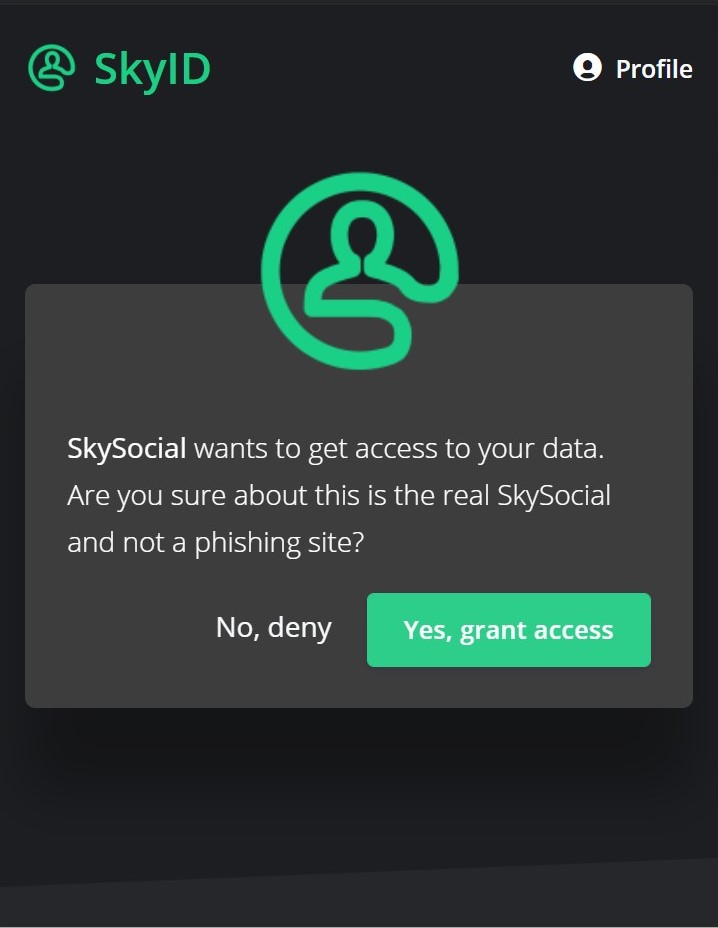 SkyID
Profile
SkySocial wants to get access to your data.
Are you sure about this is the real SkySocial
and not a phishing site?
No, deny
Yes, grant access